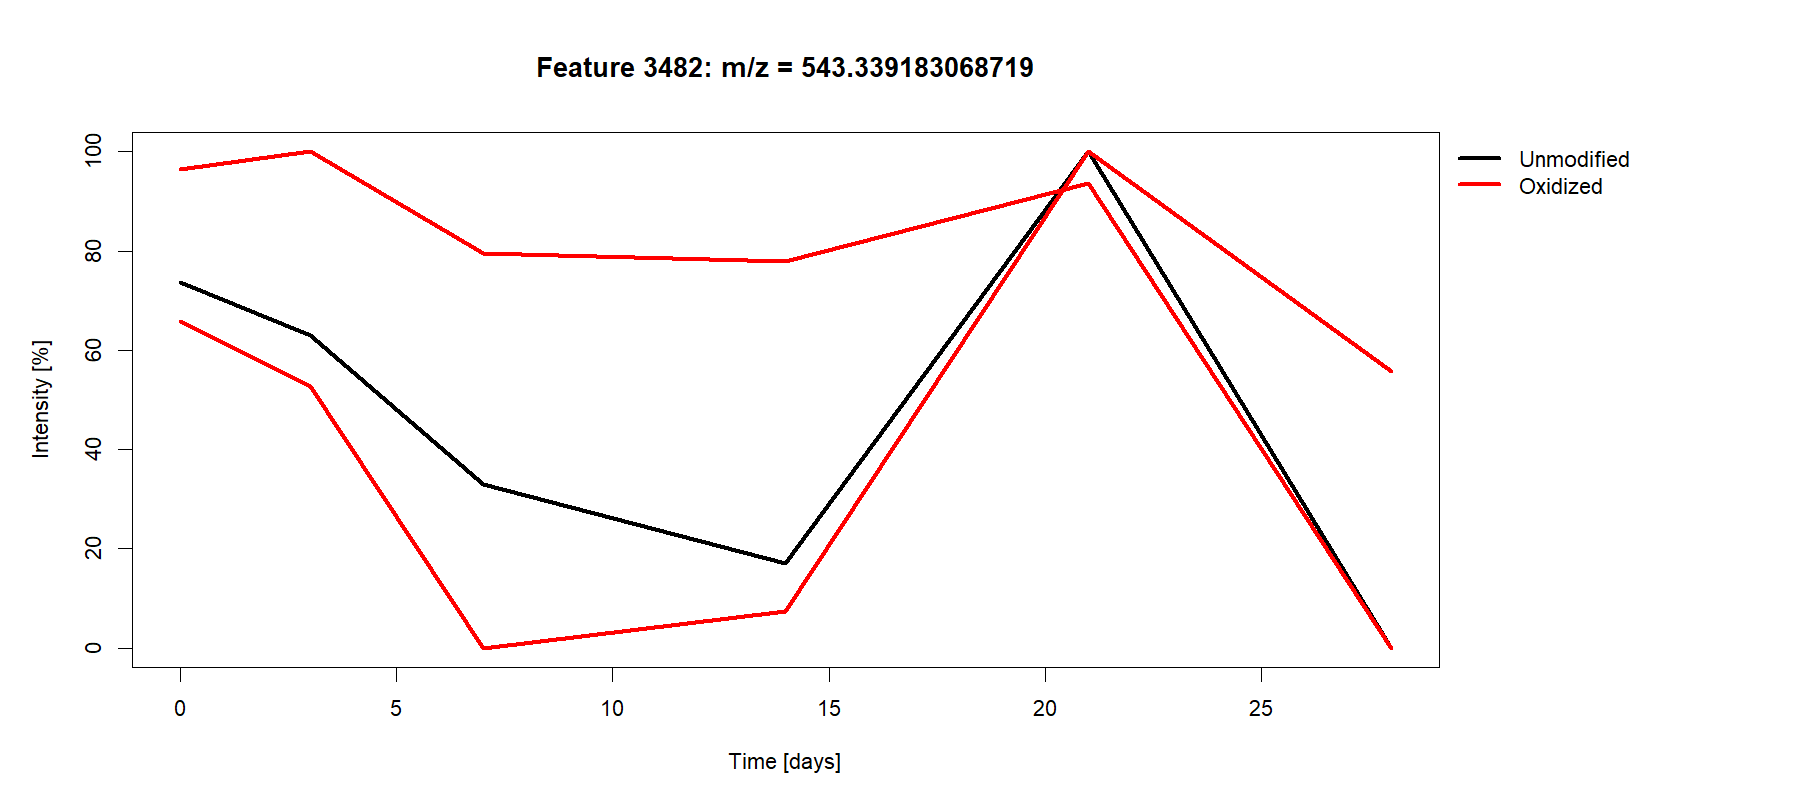 Feature 3482: m/z = 543.339183068719
Unmodified
Oxidized
Intensity [%]
100
80
60
40
20
0
0 5 10 15 20 25
Time [days]